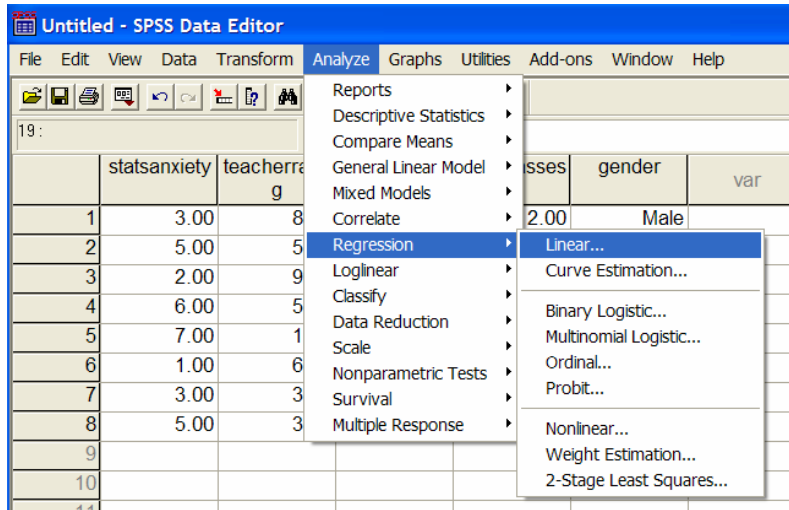 Untitled - SPSS Data Editor
File Edit View Data Transform Analyze Graphs Utilities Add-ons Window Help
19 :
statsanxiety teacherra
g
sses gender var
1 3.00 8 2.00 Male
2 5.00 5
3 2.00 9
4 6.00 5
5 7.00 1
6 1.00 6
7 3.00 3
8 5.00 3
9
10
Reports
Descriptive Statistics
Compare Means
General Linear Model
Mixed Models
Correlate
Regression
Loglinear
Classify
Data Reduction
Scale
Nonparametric Tests
Survival
Multiple Response
Linear...
Curve Estimation...
Binary Logistic...
Multinomial Logistic...
Ordinal...
Probit...
Nonlinear...
Weight Estimation...
2-Stage Least Squares...